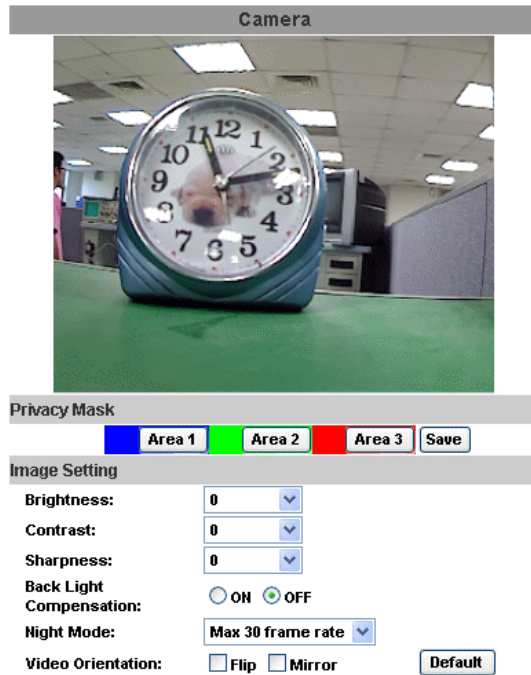 Camera
11 12 1
10 2
9 3
8 4
7 6 5
Privacy Mask
Area 1 Area 2 Area 3 Save
Image Setting
Brightness: 0
Contrast: 0
Sharpness: 0
Back Light
Compensation: ON OFF
Night Mode: Max 30 frame rate
Video Orientation: Flip Mirror Default